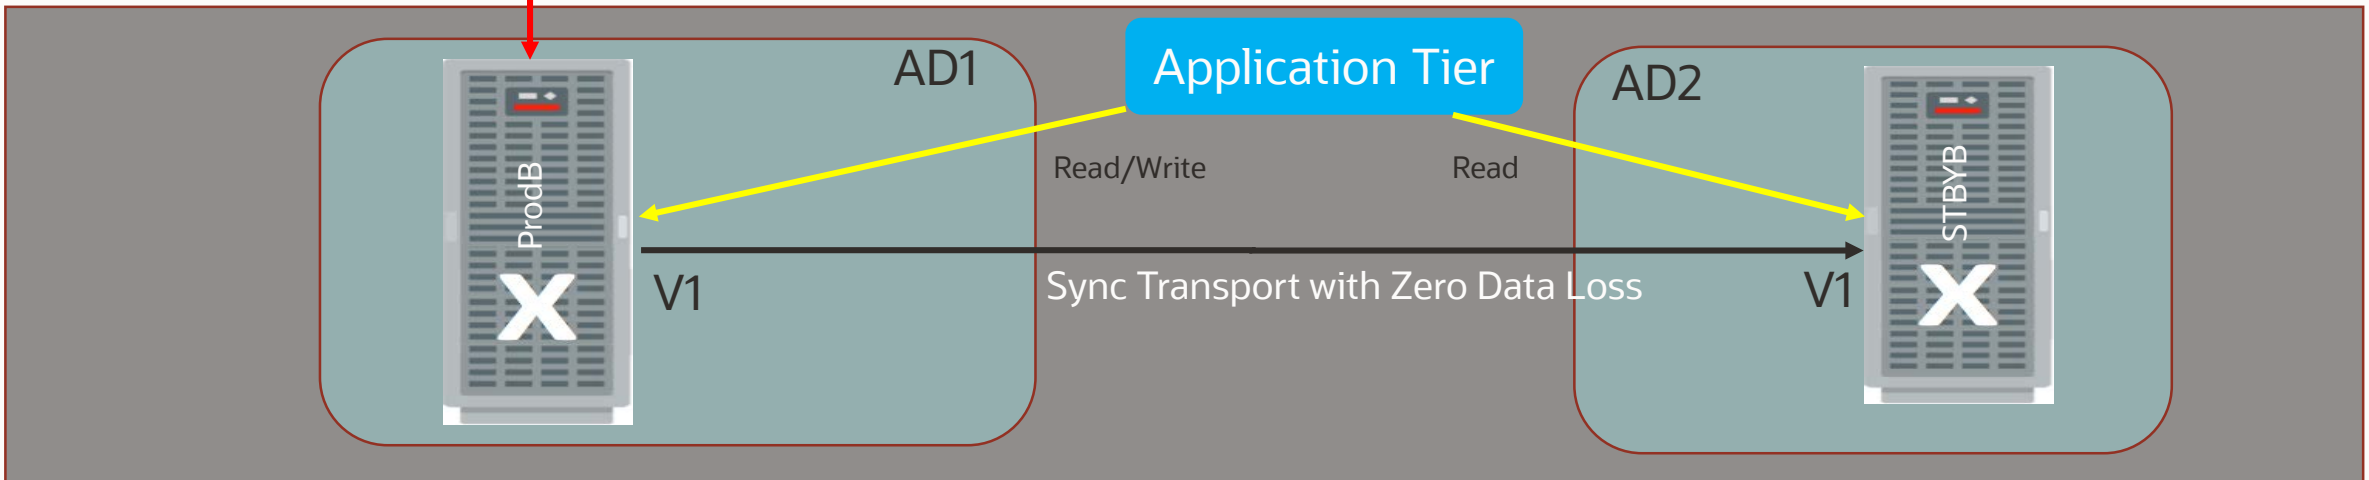 AD1
Application Tier
AD2
ProdB
Read/Write
Read
STBYB
V1
Sync Transport with Zero Data Loss
V1
X
X